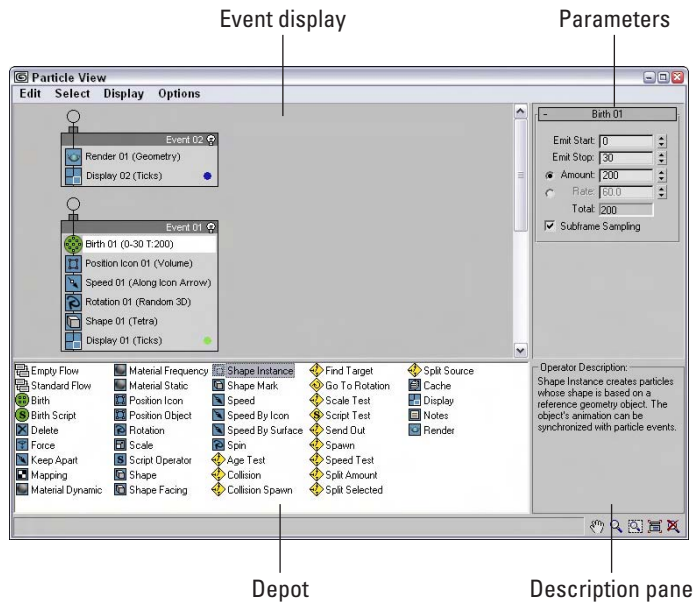 Event display
Parameters
Particle View
Edit Select Display Options
Event 02
Render 01 (Geometry)
Display 02 (Ticks)
Event 01
Birth 01 (0-30 T:200)
Position Icon 01 (Volume)
Speed 01 (Along Icon Arrow)
Rotation 01 (Random 3D)
Shape 01 (Tetra)
Display 01 (Ticks)
- Birth 01
Emit Start: 0
Emit Stop: 30
Amount: 200
Rate: 60.0
Total: 200
Subframe Sampling
Empty Flow
Standard Flow
Birth
Birth Script
Delete
Force
Keep Apart
Mapping
Material Dynamic
Material Frequency
Material Static
Position Icon
Position Object
Rotation
Scale
Script Operator
Shape
Shape Facing
Shape Instance
Shape Mark
Speed
Speed By Icon
Speed By Surface
Spin
Age Test
Collision
Collision Spawn
Find Target
Go To Rotation
Scale Test
Script Test
Send Out
Spawn
Speed Test
Split Amount
Split Selected
Split Source
Cache
Display
Notes
Render
Operator Description:
Shape Instance creates particles
whose shape is based on a
reference geometry object. The
object's animation can be
synchronized with particle events.
Depot
Description pane